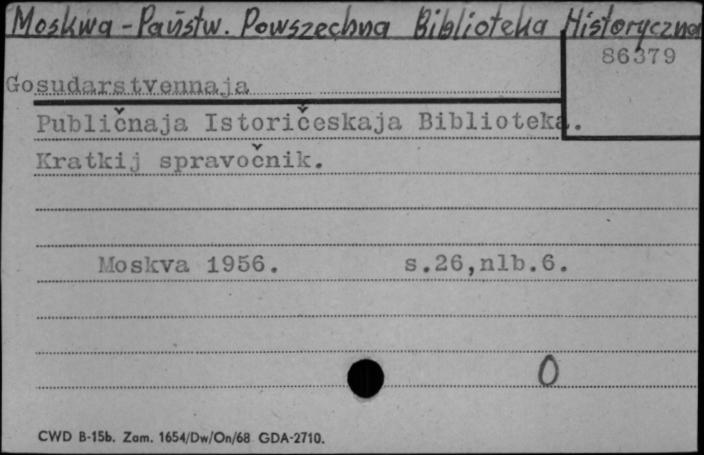 Moskwa - Państw. Powszechna Biblioteka Historyczna
86379
Gosudarstvennaja
Publičnaja Istoričeskaja Biblioteka.
Kratkij spravočnik.
Moskva 1956. s.26,nlb.6.
0
CWD B-15b. Zam. 1654/Dw/On/68 GDA-2710.